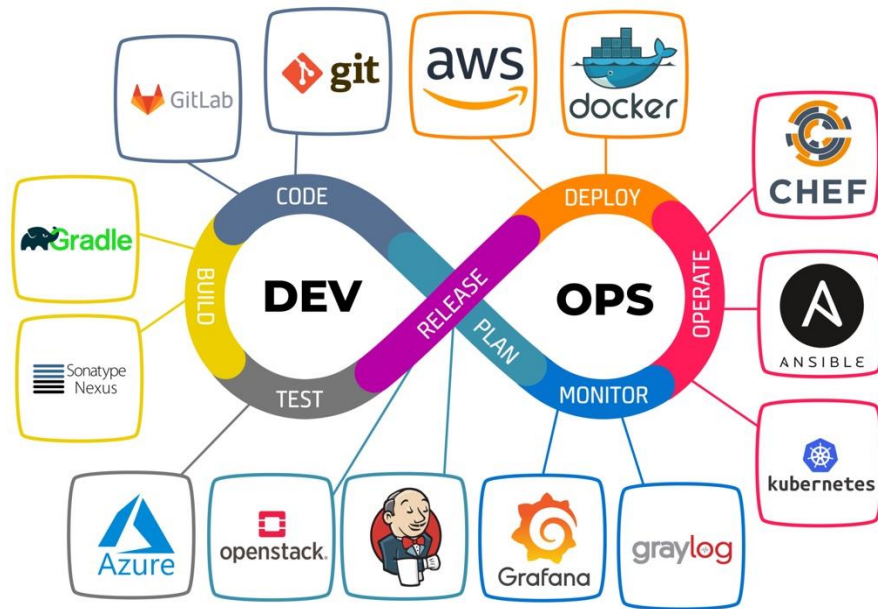 GitLab
git
aws
docker
CHEF
CODE
DEPLOY
Gradle
BUILD
DEV
RELEASE
PLAN
OPS
OPERATE
ANSIBLE
Sonatype
Nexus
TEST
MONITOR
kubernetes
Azure
openstack.
Grafana
graylog